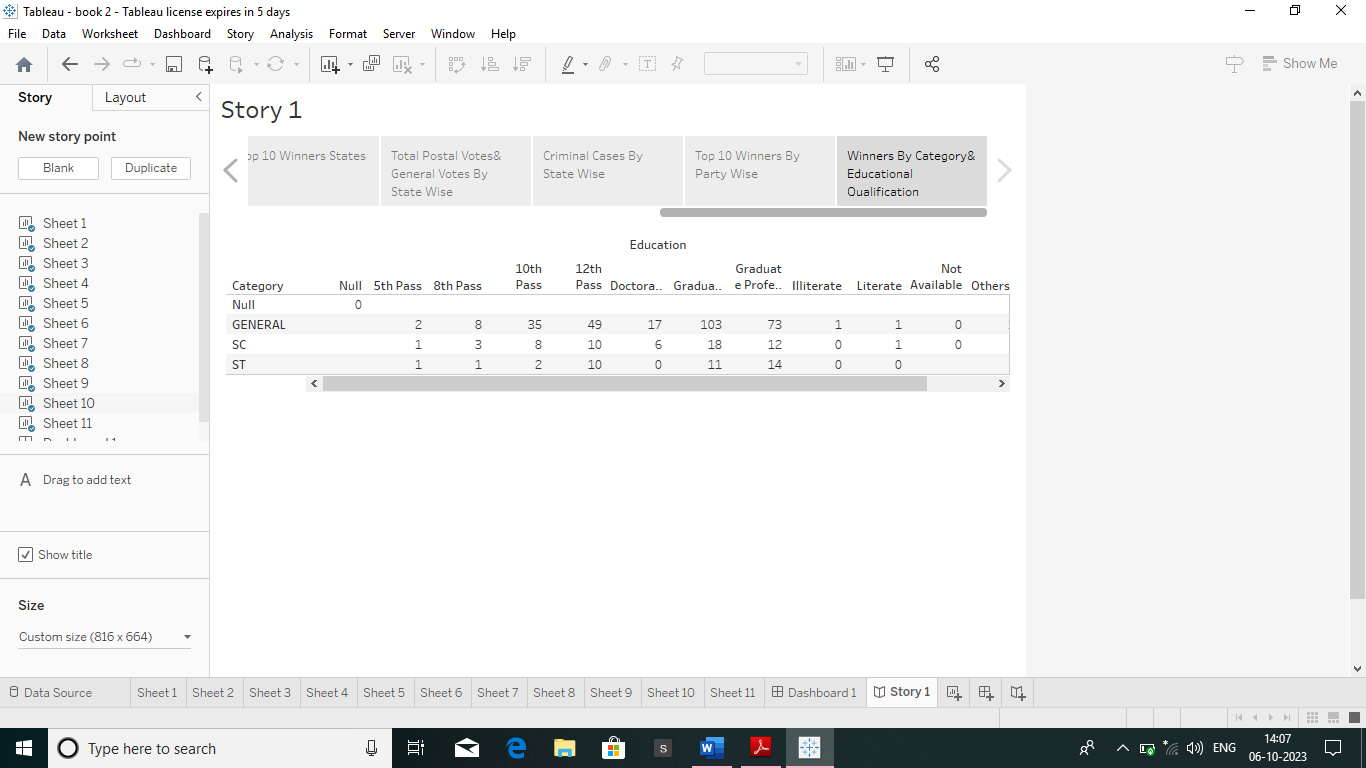 Tableau - book 2 - Tableau license expires in 5 days
File Data Worksheet Dashboard Story Analysis Format Server Window Help
Show Me
Story Layout
New story point
Blank Duplicate
Sheet 1
Sheet 2
Sheet 3
Sheet 4
Sheet 5
Sheet 6
Sheet 7
Sheet 8
Sheet 9
Sheet 10
Sheet 11
A Drag to add text
Show title
Size
Custom size (816 x 664)
Story 1
op 10 Winners States
Total Postal Votes&
General Votes By
State Wise
Criminal Cases By
State Wise
Top 10 Winners By
Party Wise
Winners By Category&
Educational
Qualification
Education
Category Null 5th Pass 8th Pass 10th Pass 12th Pass Doctora.. Gradua.. Graduat e Profe.. Illiterate Literate Not Available Others
Null 0
GENERAL 2 8 35 49 17 103 73 1 1 0
SC 1 3 8 10 6 18 12 0 1 0
ST 1 1 2 10 0 11 14 0 0
Data Source Sheet 1 Sheet 2 Sheet 3 Sheet 4 Sheet 5 Sheet 6 Sheet 7 Sheet 8 Sheet 9 Sheet 10 Sheet 11 Dashboard 1 Story 1
Type here to search
S
W
ENG
14:07
06-10-2023